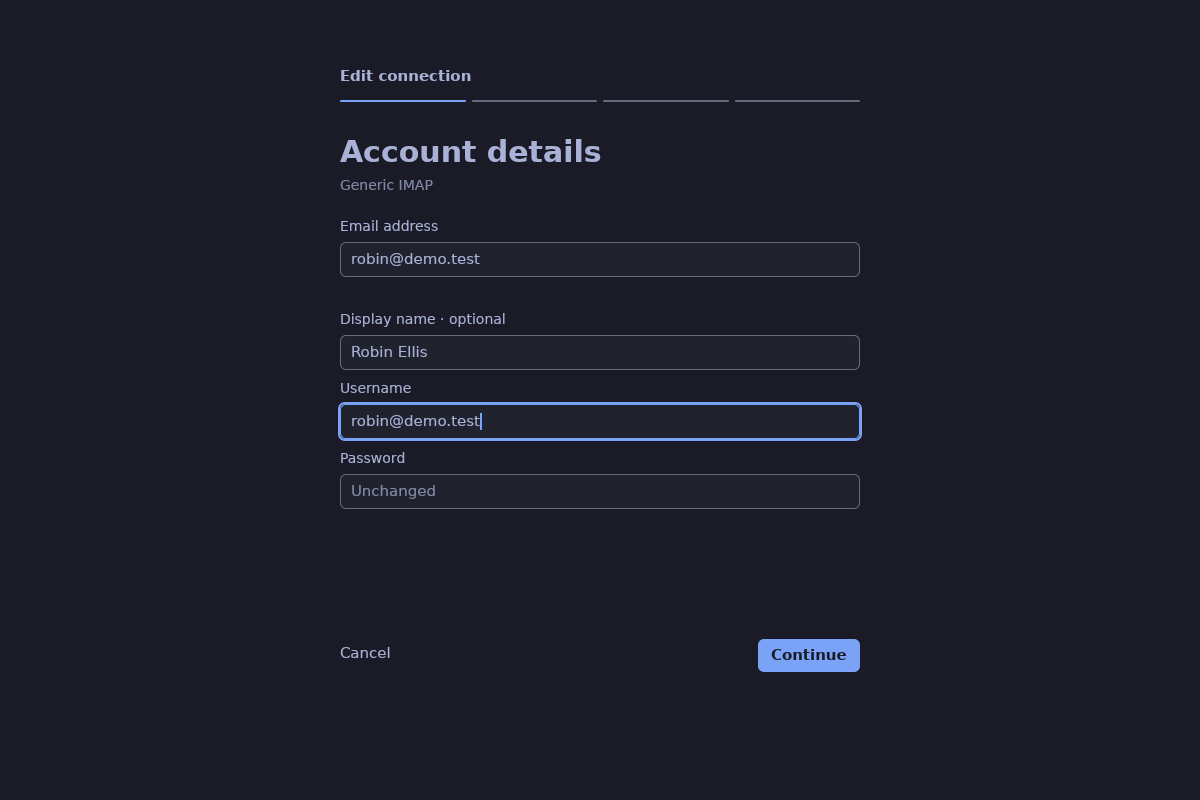 Edit connection
Account details
Generic IMAP
Email address
robin@demo.test
Display name · optional
Robin Ellis
Username
robin@demo.test
Password
Unchanged
Cancel
Continue